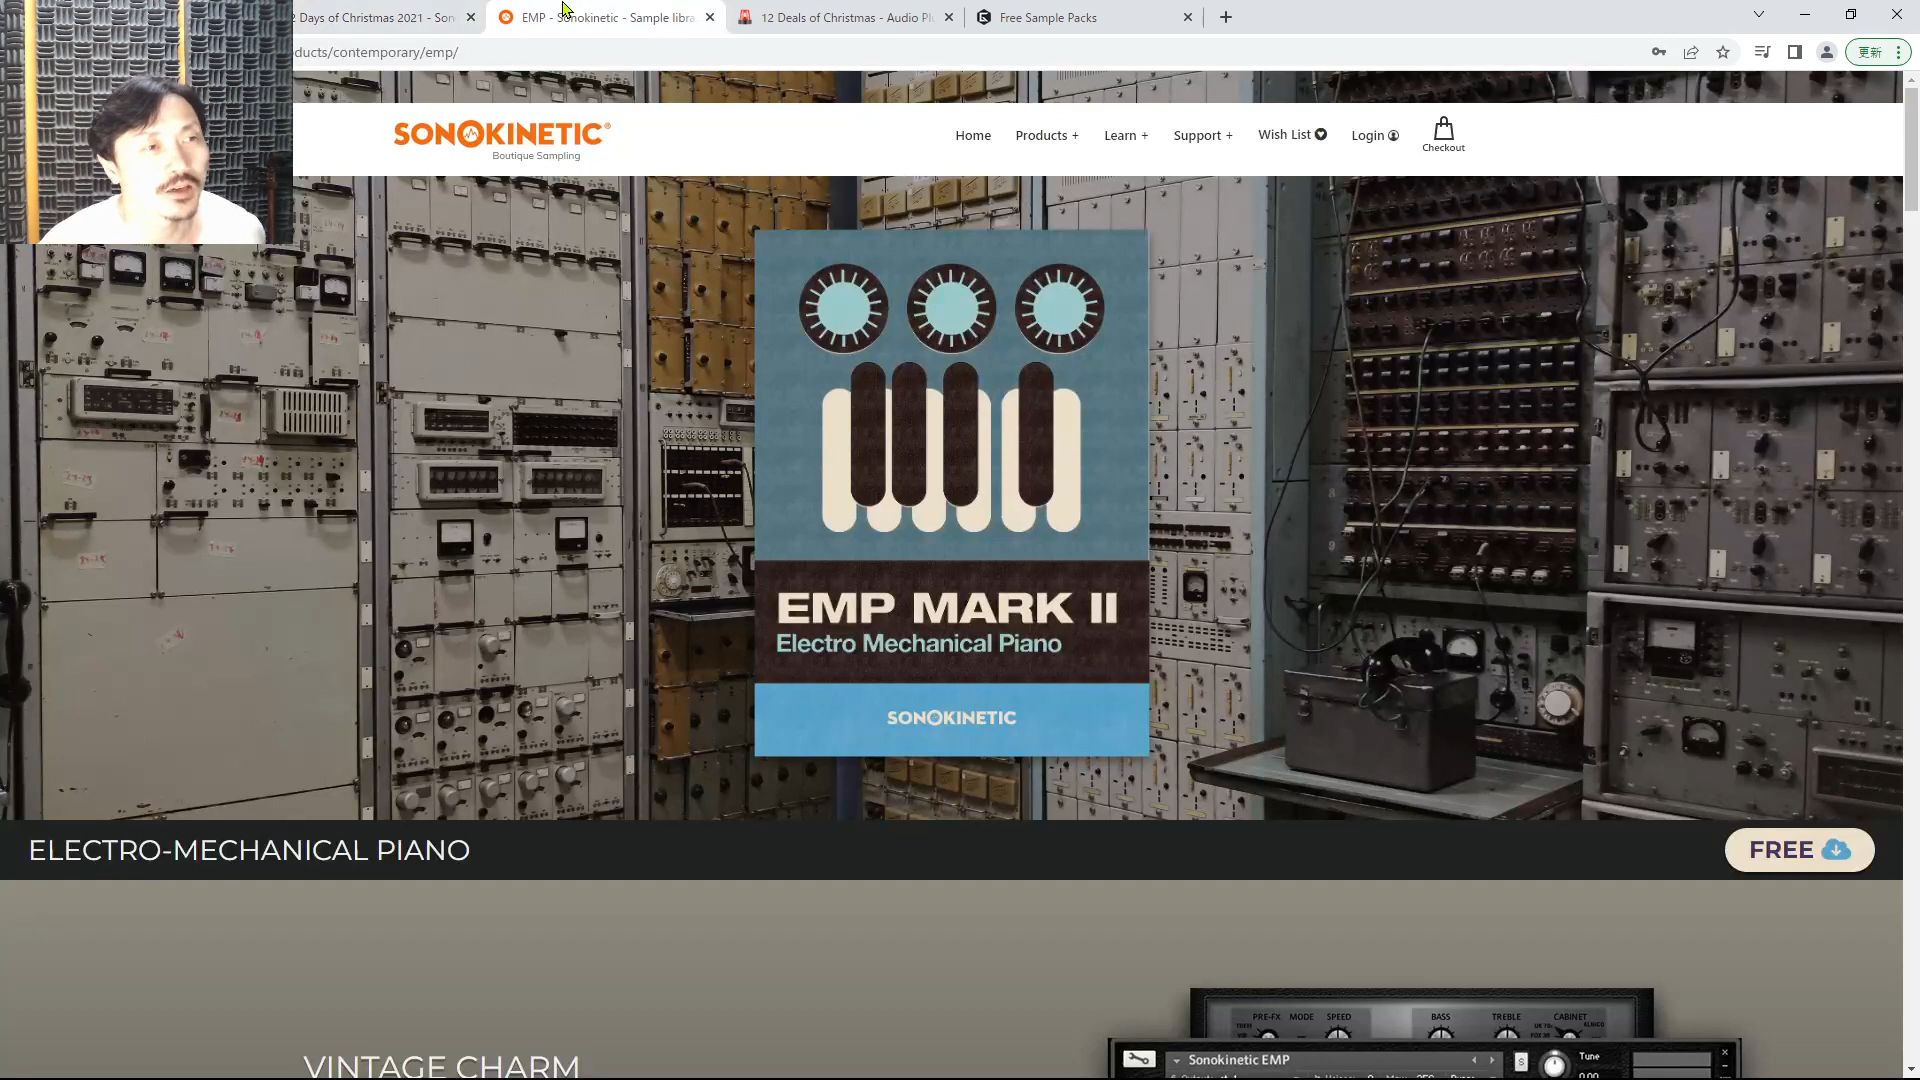 2 Days of Christmas 2021 - Son
EMP - Sonokinetic - Sample libra
12 Deals of Christmas - Audio Plu
Free Sample Packs
ducts/contemporary/emp/
更新
SONOKINETIC®
Boutique Sampling
Home
Products +
Learn +
Support +
Wish List
Login
Checkout
EMP MARK II
Electro Mechanical Piano
SONOKINETIC
ELECTRO-MECHANICAL PIANO
FREE
VINTAGE CHARM
PRE-FX MODE SPEED BASS TREBLE CABINET
Sonokinetic EMP
S
Tune